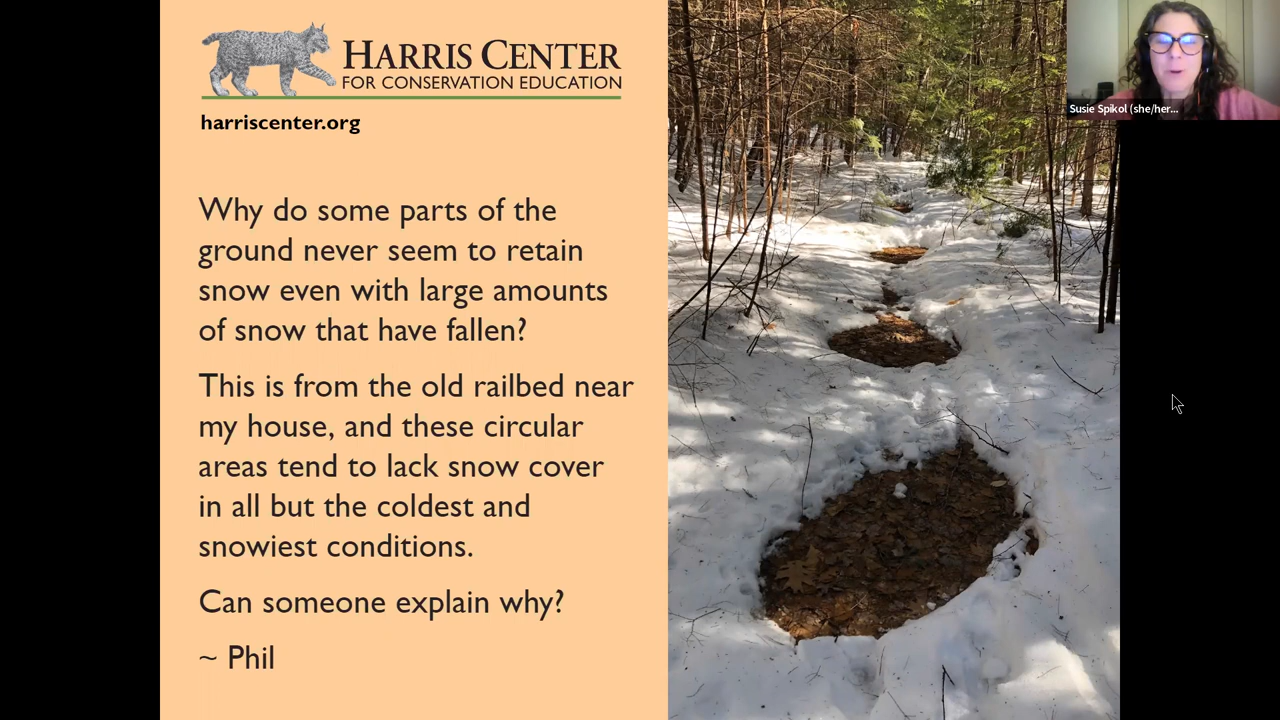 HARRIS CENTER
FOR CONSERVATION EDUCATION
harriscenter.org
Susie Spikol (she/her...
Why do some parts of the
ground never seem to retain
snow even with large amounts
of snow that have fallen?
This is from the old railbed near
my house, and these circular
areas tend to lack snow cover
in all but the coldest and
snowiest conditions.
Can someone explain why?
~ Phil